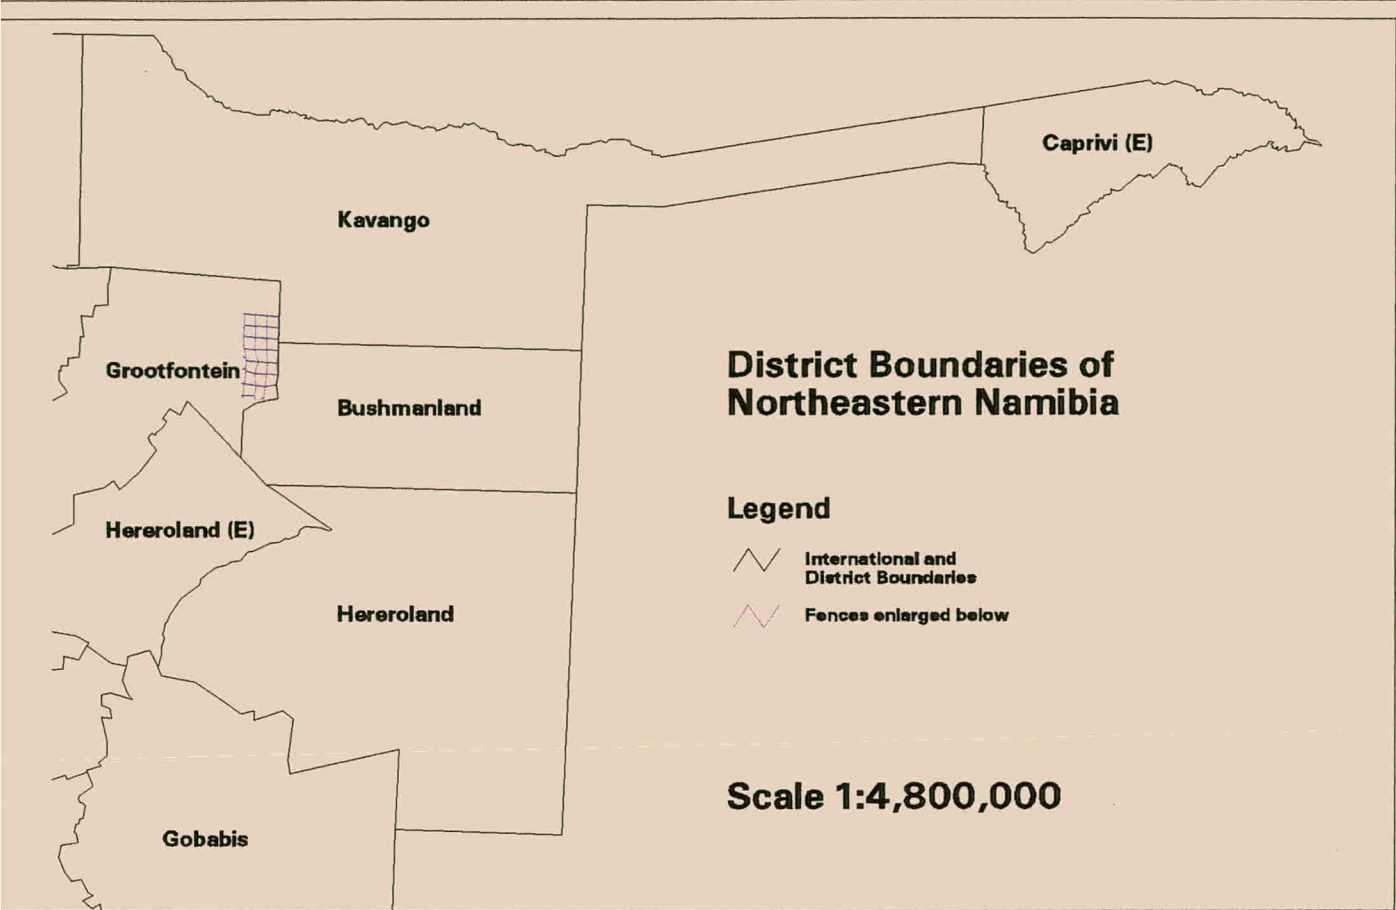 Caprivi (E)
Kavango
Grootfontein
Bushmanland
Hereroland (E)
Hereroland
Gobabis
District Boundaries of
Northeastern Namibia
Legend
International and
District Boundaries
Fences enlarged below
Scale 1:4,800,000